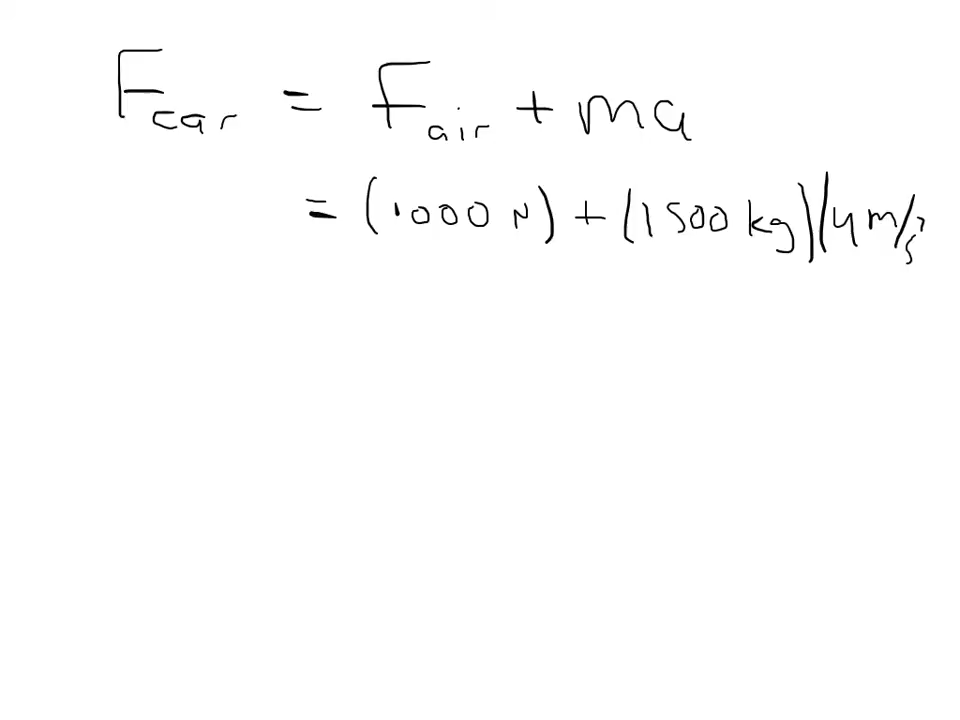 F_car = F_air + ma
= (1000 N) + (1500 kg)(4 m/s²